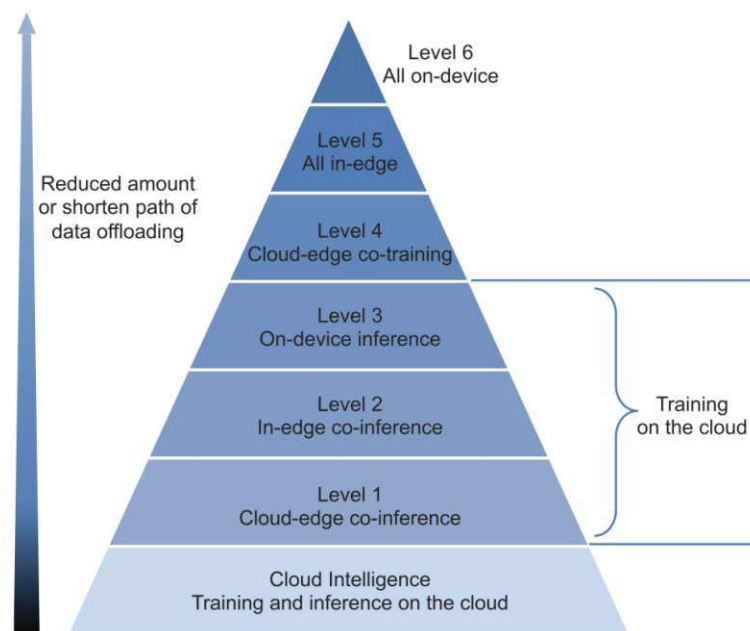 Level 6
All on-device
Level 5
All in-edge
Reduced amount
or shorten path of
data offloading
Level 4
Cloud-edge co-training
Level 3
On-device inference
Level 2
In-edge co-inference
Training
on the cloud
Level 1
Cloud-edge co-inference
Cloud Intelligence
Training and inference on the cloud